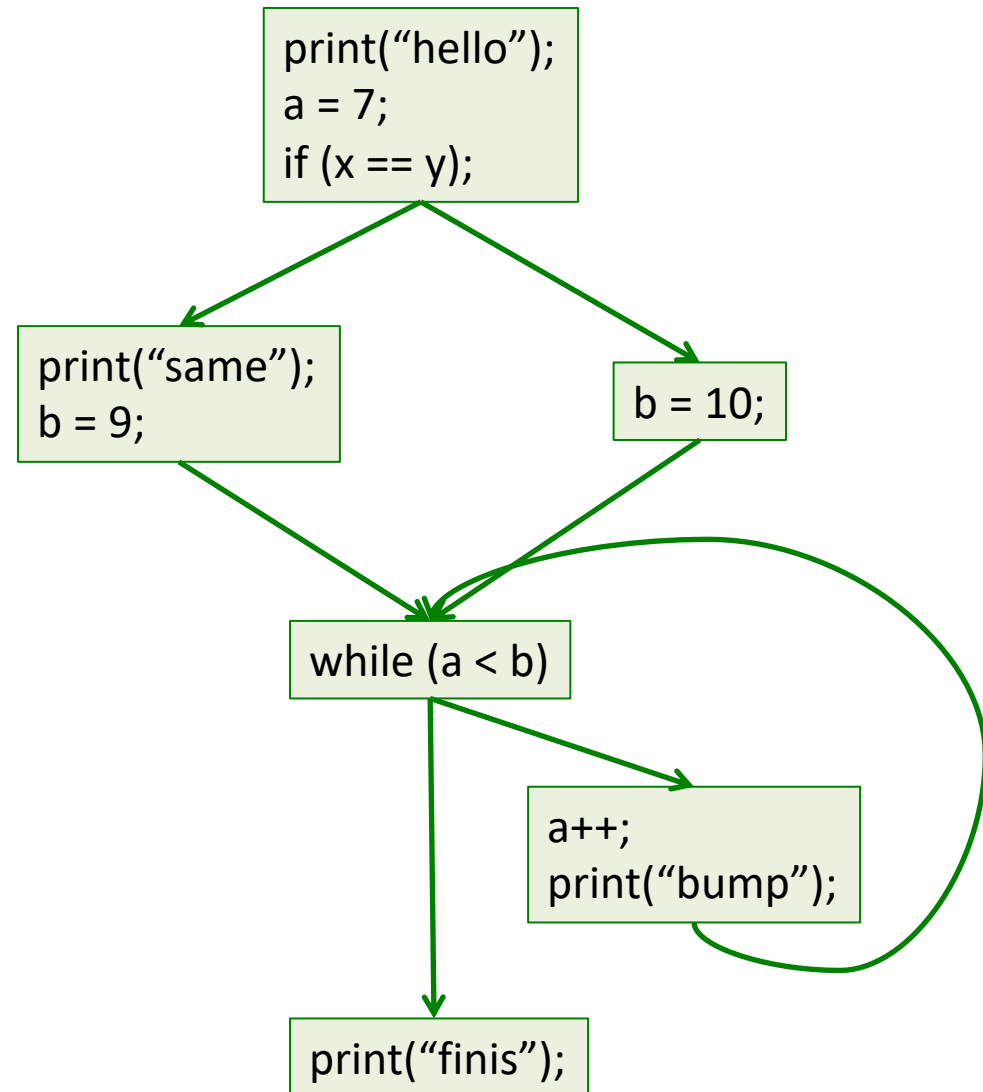 print(“hello”);
a = 7;
if (x == y);
print(“same”);
b = 9;
b = 10;
while (a < b)
a++;
print(“bump”);
print(“finis”);